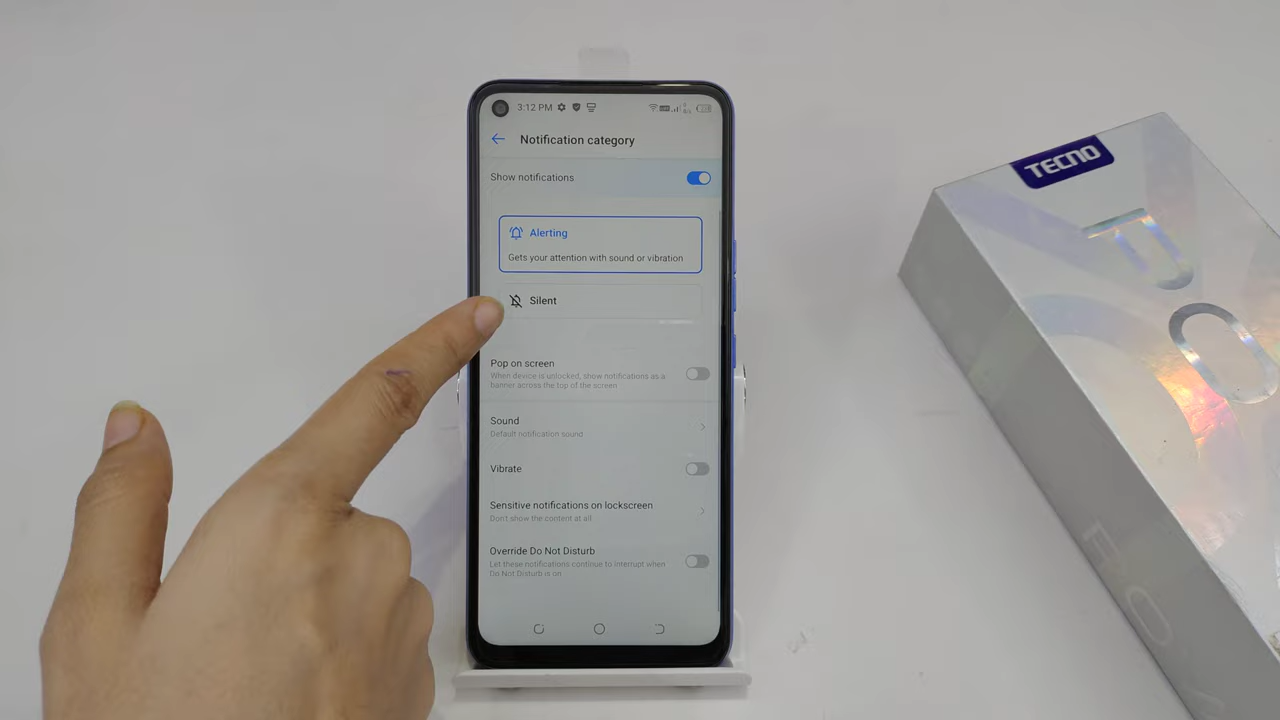 3:12 PM
Notification category
Show notifications
Alerting
Gets your attention with sound or vibration
Silent
Pop on screen
When device is unlocked, show notifications as a
banner across the top of the screen
Sound
Default notification sound
Vibrate
Sensitive notifications on lockscreen
Don't show the content at all
Override Do Not Disturb
Let these notifications continue to interrupt when
Do Not Disturb is on
TECNO